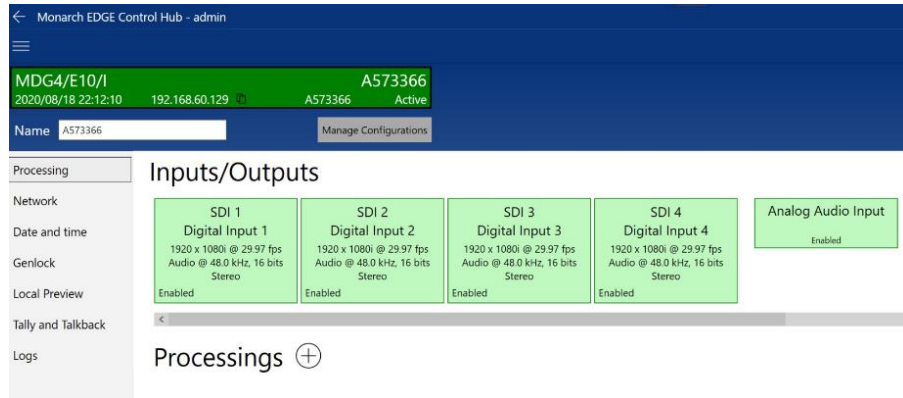 Monarch EDGE Control Hub - admin
MDG4/E10/I A573366
2020/08/18 22:12:10 192.168.60.129 A573366 Active
Name A573366 Manage Configurations
Processing
Network
Date and time
Genlock
Local Preview
Tally and Talkback
Logs
Inputs/Outputs
SDI 1
Digital Input 1
1920 x 1080i @ 29.97 fps
Audio @ 48.0 kHz, 16 bits
Stereo
Enabled
SDI 2
Digital Input 2
1920 x 1080i @ 29.97 fps
Audio @ 48.0 kHz, 16 bits
Stereo
Enabled
SDI 3
Digital Input 3
1920 x 1080i @ 29.97 fps
Audio @ 48.0 kHz, 16 bits
Stereo
Enabled
SDI 4
Digital Input 4
1920 x 1080i @ 29.97 fps
Audio @ 48.0 kHz, 16 bits
Stereo
Enabled
Analog Audio Input
Enabled
Processings